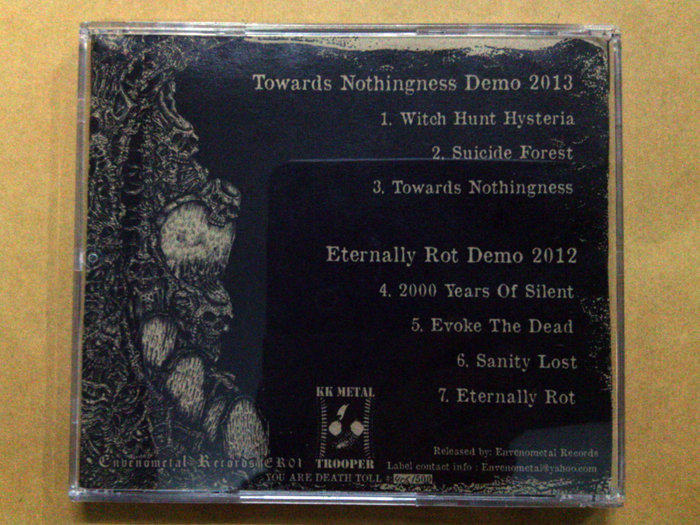 Towards Nothingness Demo 2013
1. Witch Hunt Hysteria
2. Suicide Forest
3. Towards Nothingness
Eternally Rot Demo 2012
4. 2000 Years Of Silent
5. Evoke The Dead
6. Sanity Lost
7. Eternally Rot
KK METAL
TROOPER
Envenometal Records ER01
Released by: Envenometal Records
Label contact info : Envenometal@yahoo.com
YOU ARE DEATH TOLL #